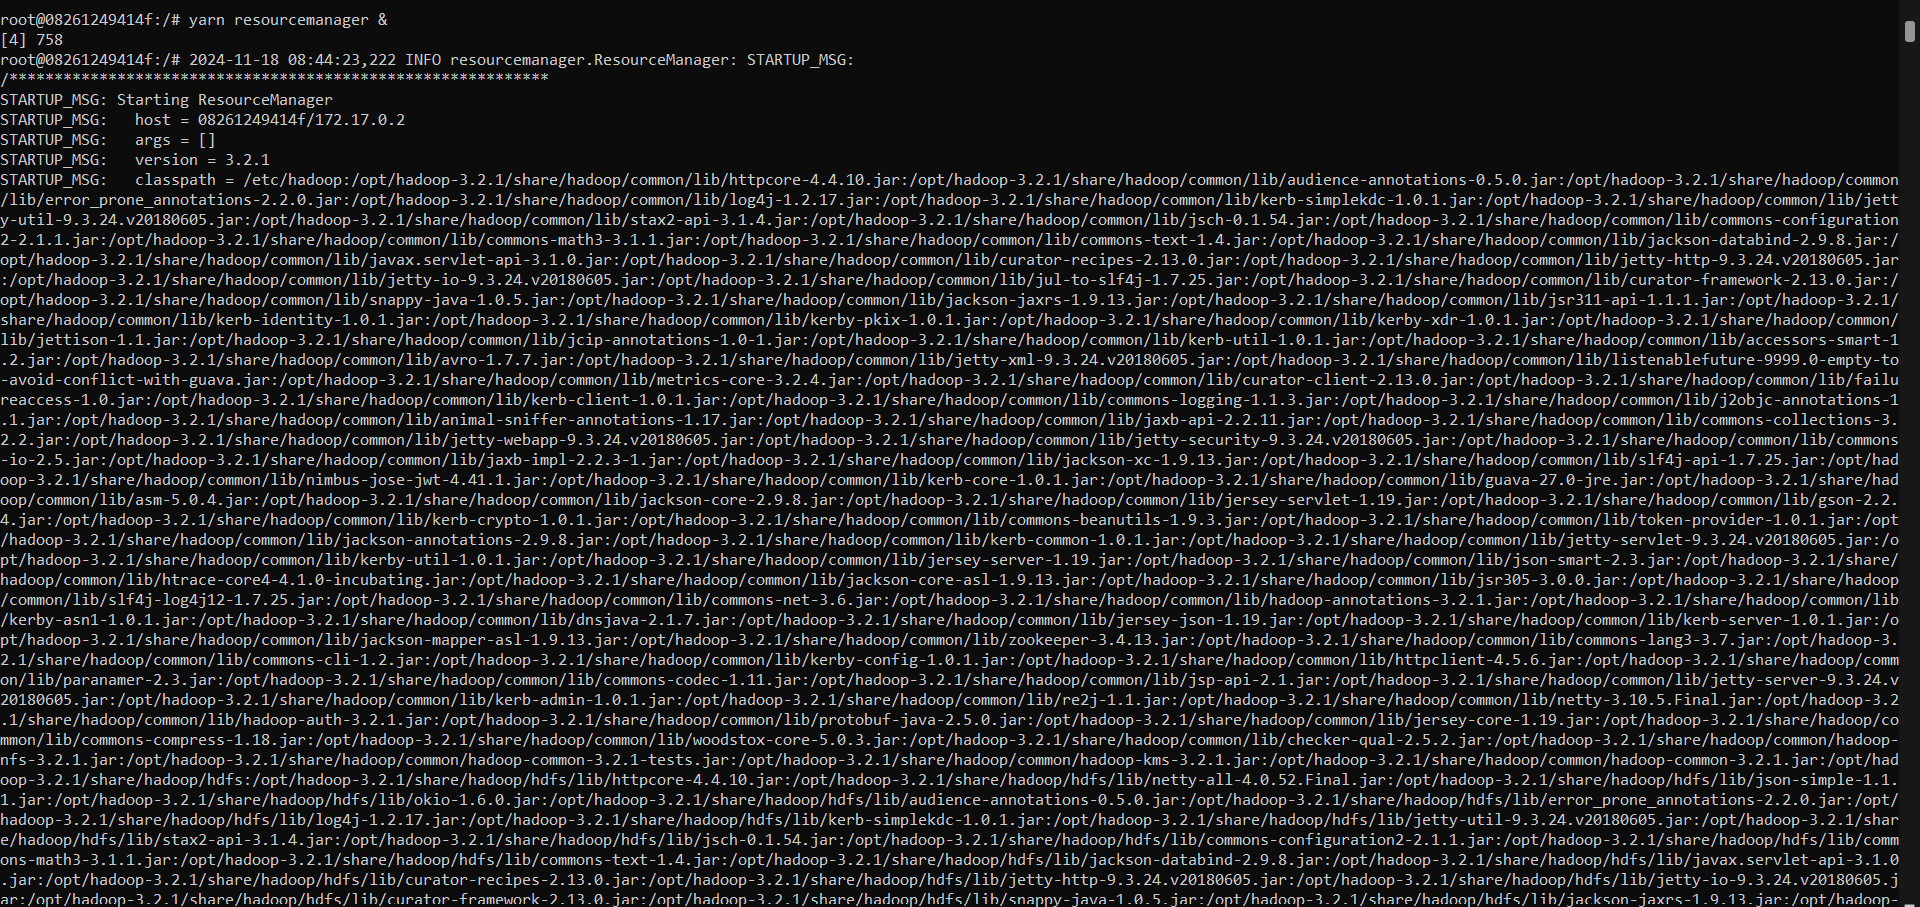 root@08261249414f:/# yarn resourcemanager &
[4] 758
root@08261249414f:/# 2024-11-18 08:44:23,222 INFO resourcemanager.ResourceManager: STARTUP_MSG:
/************************************************************
STARTUP_MSG: Starting ResourceManager
STARTUP_MSG:   host = 08261249414f/172.17.0.2
STARTUP_MSG:   args = []
STARTUP_MSG:   version = 3.2.1
STARTUP_MSG:   classpath = /etc/hadoop:/opt/hadoop-3.2.1/share/hadoop/common/lib/httpcore-4.4.10.jar:/opt/hadoop-3.2.1/share/hadoop/common/lib/audience-annotations-0.5.0.jar:/opt/hadoop-3.2.1/share/hadoop/common
/lib/error_prone_annotations-2.2.0.jar:/opt/hadoop-3.2.1/share/hadoop/common/lib/log4j-1.2.17.jar:/opt/hadoop-3.2.1/share/hadoop/common/lib/kerb-simplekdc-1.0.1.jar:/opt/hadoop-3.2.1/share/hadoop/common/lib/jett
y-util-9.3.24.v20180605.jar:/opt/hadoop-3.2.1/share/hadoop/common/lib/stax2-api-3.1.4.jar:/opt/hadoop-3.2.1/share/hadoop/common/lib/jsch-0.1.54.jar:/opt/hadoop-3.2.1/share/hadoop/common/lib/commons-configuration
2-2.1.1.jar:/opt/hadoop-3.2.1/share/hadoop/common/lib/commons-math3-3.1.1.jar:/opt/hadoop-3.2.1/share/hadoop/common/lib/commons-text-1.4.jar:/opt/hadoop-3.2.1/share/hadoop/common/lib/jackson-databind-2.9.8.jar:/
opt/hadoop-3.2.1/share/hadoop/common/lib/javax.servlet-api-3.1.0.jar:/opt/hadoop-3.2.1/share/hadoop/common/lib/curator-recipes-2.13.0.jar:/opt/hadoop-3.2.1/share/hadoop/common/lib/jetty-http-9.3.24.v20180605.jar
:/opt/hadoop-3.2.1/share/hadoop/common/lib/jetty-io-9.3.24.v20180605.jar:/opt/hadoop-3.2.1/share/hadoop/common/lib/jul-to-slf4j-1.7.25.jar:/opt/hadoop-3.2.1/share/hadoop/common/lib/curator-framework-2.13.0.jar:/
opt/hadoop-3.2.1/share/hadoop/common/lib/snappy-java-1.0.5.jar:/opt/hadoop-3.2.1/share/hadoop/common/lib/jackson-jaxrs-1.9.13.jar:/opt/hadoop-3.2.1/share/hadoop/common/lib/jsr311-api-1.1.1.jar:/opt/hadoop-3.2.1/
share/hadoop/common/lib/kerb-identity-1.0.1.jar:/opt/hadoop-3.2.1/share/hadoop/common/lib/kerby-pkix-1.0.1.jar:/opt/hadoop-3.2.1/share/hadoop/common/lib/kerby-xdr-1.0.1.jar:/opt/hadoop-3.2.1/share/hadoop/common/
lib/jettison-1.1.jar:/opt/hadoop-3.2.1/share/hadoop/common/lib/jcip-annotations-1.0-1.jar:/opt/hadoop-3.2.1/share/hadoop/common/lib/kerb-util-1.0.1.jar:/opt/hadoop-3.2.1/share/hadoop/common/lib/accessors-smart-1
.2.jar:/opt/hadoop-3.2.1/share/hadoop/common/lib/avro-1.7.7.jar:/opt/hadoop-3.2.1/share/hadoop/common/lib/jetty-xml-9.3.24.v20180605.jar:/opt/hadoop-3.2.1/share/hadoop/common/lib/listenablefuture-9999.0-empty-to
-avoid-conflict-with-guava.jar:/opt/hadoop-3.2.1/share/hadoop/common/lib/metrics-core-3.2.4.jar:/opt/hadoop-3.2.1/share/hadoop/common/lib/curator-client-2.13.0.jar:/opt/hadoop-3.2.1/share/hadoop/common/lib/failu
reaccess-1.0.jar:/opt/hadoop-3.2.1/share/hadoop/common/lib/kerb-client-1.0.1.jar:/opt/hadoop-3.2.1/share/hadoop/common/lib/commons-logging-1.1.3.jar:/opt/hadoop-3.2.1/share/hadoop/common/lib/j2objc-annotations-1
.1.jar:/opt/hadoop-3.2.1/share/hadoop/common/lib/animal-sniffer-annotations-1.17.jar:/opt/hadoop-3.2.1/share/hadoop/common/lib/jaxb-api-2.2.11.jar:/opt/hadoop-3.2.1/share/hadoop/common/lib/commons-collections-3.
2.2.jar:/opt/hadoop-3.2.1/share/hadoop/common/lib/jetty-webapp-9.3.24.v20180605.jar:/opt/hadoop-3.2.1/share/hadoop/common/lib/jetty-security-9.3.24.v20180605.jar:/opt/hadoop-3.2.1/share/hadoop/common/lib/commons
-io-2.5.jar:/opt/hadoop-3.2.1/share/hadoop/common/lib/jaxb-impl-2.2.3-1.jar:/opt/hadoop-3.2.1/share/hadoop/common/lib/jackson-xc-1.9.13.jar:/opt/hadoop-3.2.1/share/hadoop/common/lib/slf4j-api-1.7.25.jar:/opt/had
oop-3.2.1/share/hadoop/common/lib/nimbus-jose-jwt-4.41.1.jar:/opt/hadoop-3.2.1/share/hadoop/common/lib/kerb-core-1.0.1.jar:/opt/hadoop-3.2.1/share/hadoop/common/lib/guava-27.0-jre.jar:/opt/hadoop-3.2.1/share/had
oop/common/lib/asm-5.0.4.jar:/opt/hadoop-3.2.1/share/hadoop/common/lib/jackson-core-2.9.8.jar:/opt/hadoop-3.2.1/share/hadoop/common/lib/jersey-servlet-1.19.jar:/opt/hadoop-3.2.1/share/hadoop/common/lib/gson-2.2.
4.jar:/opt/hadoop-3.2.1/share/hadoop/common/lib/kerb-crypto-1.0.1.jar:/opt/hadoop-3.2.1/share/hadoop/common/lib/commons-beanutils-1.9.3.jar:/opt/hadoop-3.2.1/share/hadoop/common/lib/token-provider-1.0.1.jar:/opt
/hadoop-3.2.1/share/hadoop/common/lib/jackson-annotations-2.9.8.jar:/opt/hadoop-3.2.1/share/hadoop/common/lib/kerb-common-1.0.1.jar:/opt/hadoop-3.2.1/share/hadoop/common/lib/jetty-servlet-9.3.24.v20180605.jar:/o
pt/hadoop-3.2.1/share/hadoop/common/lib/kerby-util-1.0.1.jar:/opt/hadoop-3.2.1/share/hadoop/common/lib/jersey-server-1.19.jar:/opt/hadoop-3.2.1/share/hadoop/common/lib/json-smart-2.3.jar:/opt/hadoop-3.2.1/share/
hadoop/common/lib/htrace-core4-4.1.0-incubating.jar:/opt/hadoop-3.2.1/share/hadoop/common/lib/jackson-core-asl-1.9.13.jar:/opt/hadoop-3.2.1/share/hadoop/common/lib/jsr305-3.0.0.jar:/opt/hadoop-3.2.1/share/hadoop
/common/lib/slf4j-log4j12-1.7.25.jar:/opt/hadoop-3.2.1/share/hadoop/common/lib/commons-net-3.6.jar:/opt/hadoop-3.2.1/share/hadoop/common/lib/hadoop-annotations-3.2.1.jar:/opt/hadoop-3.2.1/share/hadoop/common/lib
/kerby-asn1-1.0.1.jar:/opt/hadoop-3.2.1/share/hadoop/common/lib/dnsjava-2.1.7.jar:/opt/hadoop-3.2.1/share/hadoop/common/lib/jersey-json-1.19.jar:/opt/hadoop-3.2.1/share/hadoop/common/lib/kerb-server-1.0.1.jar:/o
pt/hadoop-3.2.1/share/hadoop/common/lib/jackson-mapper-asl-1.9.13.jar:/opt/hadoop-3.2.1/share/hadoop/common/lib/zookeeper-3.4.13.jar:/opt/hadoop-3.2.1/share/hadoop/common/lib/commons-lang3-3.7.jar:/opt/hadoop-3.
2.1/share/hadoop/common/lib/commons-cli-1.2.jar:/opt/hadoop-3.2.1/share/hadoop/common/lib/kerby-config-1.0.1.jar:/opt/hadoop-3.2.1/share/hadoop/common/lib/httpclient-4.5.6.jar:/opt/hadoop-3.2.1/share/hadoop/comm
on/lib/paranamer-2.3.jar:/opt/hadoop-3.2.1/share/hadoop/common/lib/commons-codec-1.11.jar:/opt/hadoop-3.2.1/share/hadoop/common/lib/jsp-api-2.1.jar:/opt/hadoop-3.2.1/share/hadoop/common/lib/jetty-server-9.3.24.v
20180605.jar:/opt/hadoop-3.2.1/share/hadoop/common/lib/kerb-admin-1.0.1.jar:/opt/hadoop-3.2.1/share/hadoop/common/lib/re2j-1.1.jar:/opt/hadoop-3.2.1/share/hadoop/common/lib/netty-3.10.5.Final.jar:/opt/hadoop-3.2
.1/share/hadoop/common/lib/hadoop-auth-3.2.1.jar:/opt/hadoop-3.2.1/share/hadoop/common/lib/protobuf-java-2.5.0.jar:/opt/hadoop-3.2.1/share/hadoop/common/lib/jersey-core-1.19.jar:/opt/hadoop-3.2.1/share/hadoop/co
mmon/lib/commons-compress-1.18.jar:/opt/hadoop-3.2.1/share/hadoop/common/lib/woodstox-core-5.0.3.jar:/opt/hadoop-3.2.1/share/hadoop/common/lib/checker-qual-2.5.2.jar:/opt/hadoop-3.2.1/share/hadoop/common/hadoop-
nfs-3.2.1.jar:/opt/hadoop-3.2.1/share/hadoop/common/hadoop-common-3.2.1-tests.jar:/opt/hadoop-3.2.1/share/hadoop/common/hadoop-kms-3.2.1.jar:/opt/hadoop-3.2.1/share/hadoop/common/hadoop-common-3.2.1.jar:/opt/had
oop-3.2.1/share/hadoop/hdfs:/opt/hadoop-3.2.1/share/hadoop/hdfs/lib/httpcore-4.4.10.jar:/opt/hadoop-3.2.1/share/hadoop/hdfs/lib/netty-all-4.0.52.Final.jar:/opt/hadoop-3.2.1/share/hadoop/hdfs/lib/json-simple-1.1.
1.jar:/opt/hadoop-3.2.1/share/hadoop/hdfs/lib/okio-1.6.0.jar:/opt/hadoop-3.2.1/share/hadoop/hdfs/lib/audience-annotations-0.5.0.jar:/opt/hadoop-3.2.1/share/hadoop/hdfs/lib/error_prone_annotations-2.2.0.jar:/opt/
hadoop-3.2.1/share/hadoop/hdfs/lib/log4j-1.2.17.jar:/opt/hadoop-3.2.1/share/hadoop/hdfs/lib/kerb-simplekdc-1.0.1.jar:/opt/hadoop-3.2.1/share/hadoop/hdfs/lib/jetty-util-9.3.24.v20180605.jar:/opt/hadoop-3.2.1/shar
e/hadoop/hdfs/lib/stax2-api-3.1.4.jar:/opt/hadoop-3.2.1/share/hadoop/hdfs/lib/jsch-0.1.54.jar:/opt/hadoop-3.2.1/share/hadoop/hdfs/lib/commons-configuration2-2.1.1.jar:/opt/hadoop-3.2.1/share/hadoop/hdfs/lib/comm
ons-math3-3.1.1.jar:/opt/hadoop-3.2.1/share/hadoop/hdfs/lib/commons-text-1.4.jar:/opt/hadoop-3.2.1/share/hadoop/hdfs/lib/jackson-databind-2.9.8.jar:/opt/hadoop-3.2.1/share/hadoop/hdfs/lib/javax.servlet-api-3.1.0
.jar:/opt/hadoop-3.2.1/share/hadoop/hdfs/lib/curator-recipes-2.13.0.jar:/opt/hadoop-3.2.1/share/hadoop/hdfs/lib/jetty-http-9.3.24.v20180605.jar:/opt/hadoop-3.2.1/share/hadoop/hdfs/lib/jetty-io-9.3.24.v20180605.j
ar:/opt/hadoop-3.2.1/share/hadoop/hdfs/lib/curator-framework-2.13.0.jar:/opt/hadoop-3.2.1/share/hadoop/hdfs/lib/snappy-java-1.0.5.jar:/opt/hadoop-3.2.1/share/hadoop/hdfs/lib/jackson-jaxrs-1.9.13.jar:/opt/hadoop-